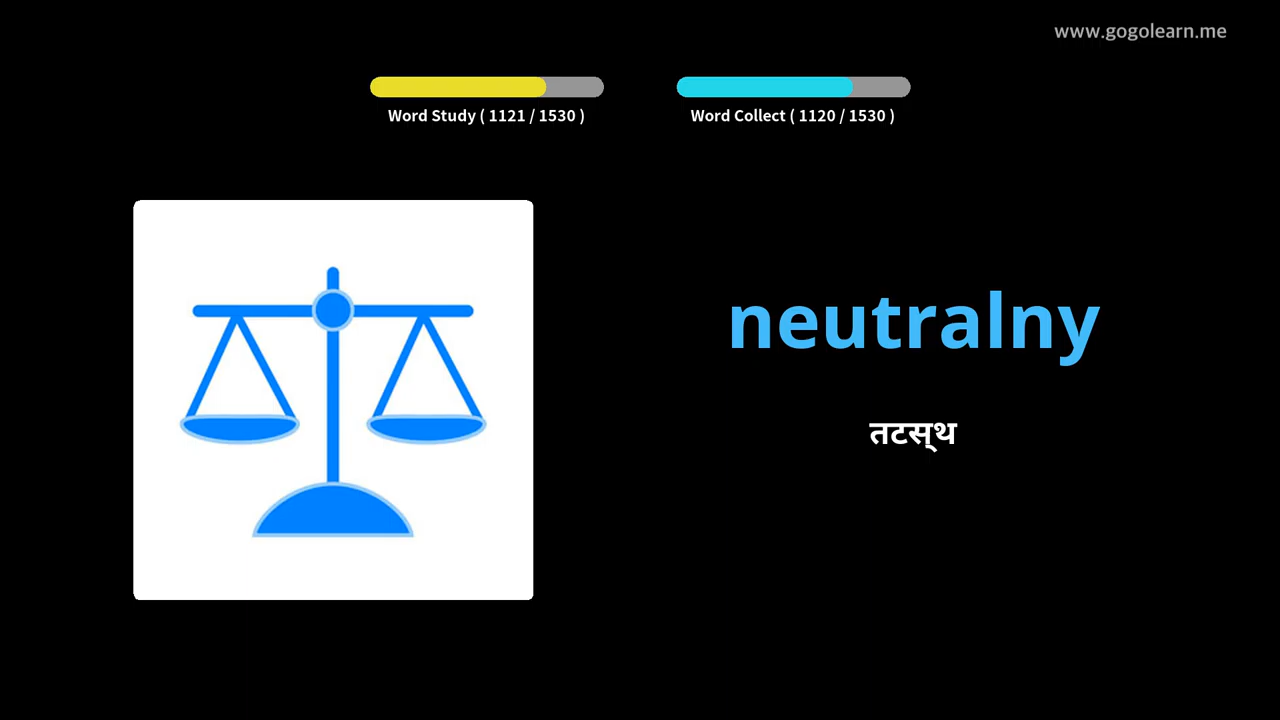 www.gogolearn.me
Word Study ( 1121 / 1530 )
Word Collect ( 1120 / 1530 )
neutralny
तटस्थ